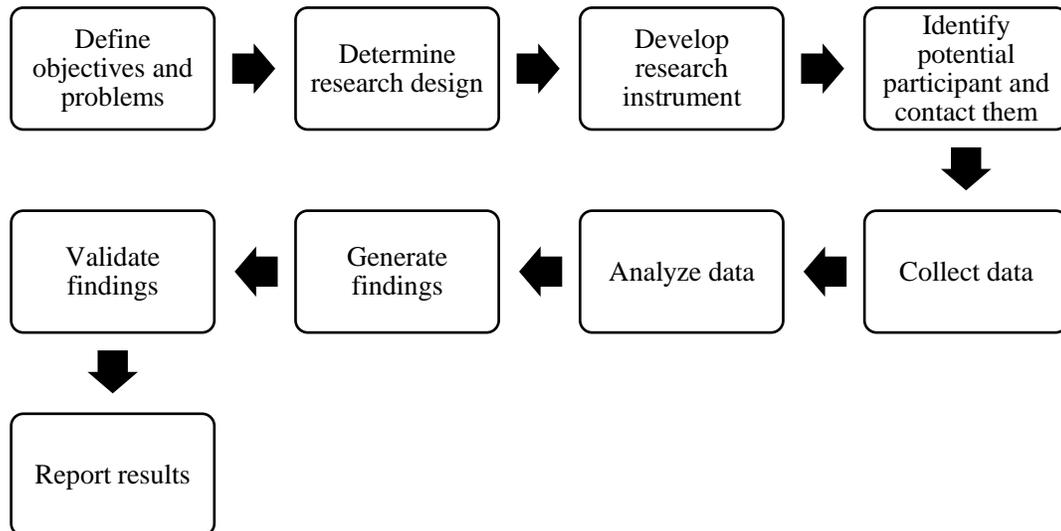 Define
objectives and
problems
Determine
research design
Develop
research
instrument
Identify
potential
participant and
contact them
Collect data
Analyze data
Generate
findings
Validate
findings
Report results